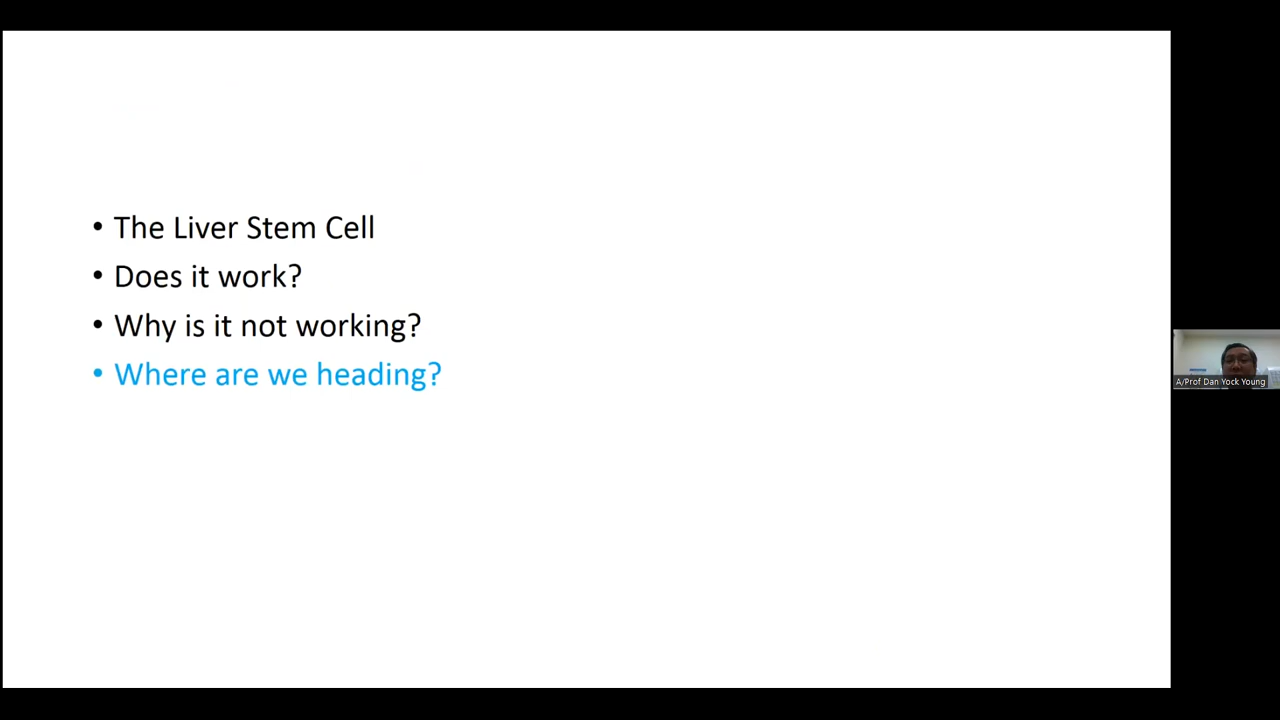 • The Liver Stem Cell
• Does it work?
• Why is it not working?
• Where are we heading?
A/Prof Dan Yock Young